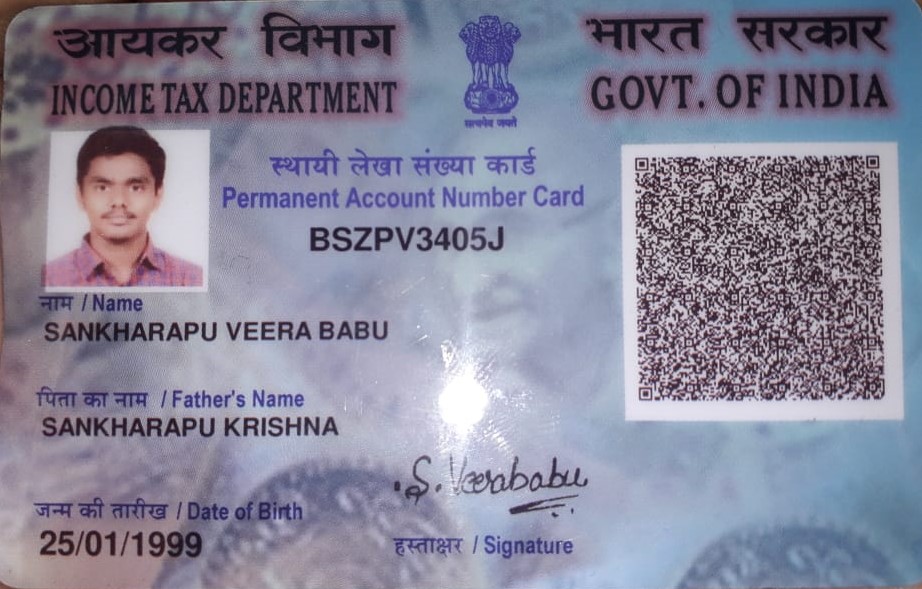 आयकर विभाग
INCOME TAX DEPARTMENT
सत्यमेव जयते
भारत सरकार
GOVT. OF INDIA
स्थायी लेखा संख्या कार्ड
Permanent Account Number Card
BSZPV3405J
नाम / Name
SANKHARAPU VEERA BABU
पिता का नाम / Father's Name
SANKHARAPU KRISHNA
जन्म की तारीख / Date of Birth
25/01/1999
S. Veerababu
हस्ताक्षर / Signature